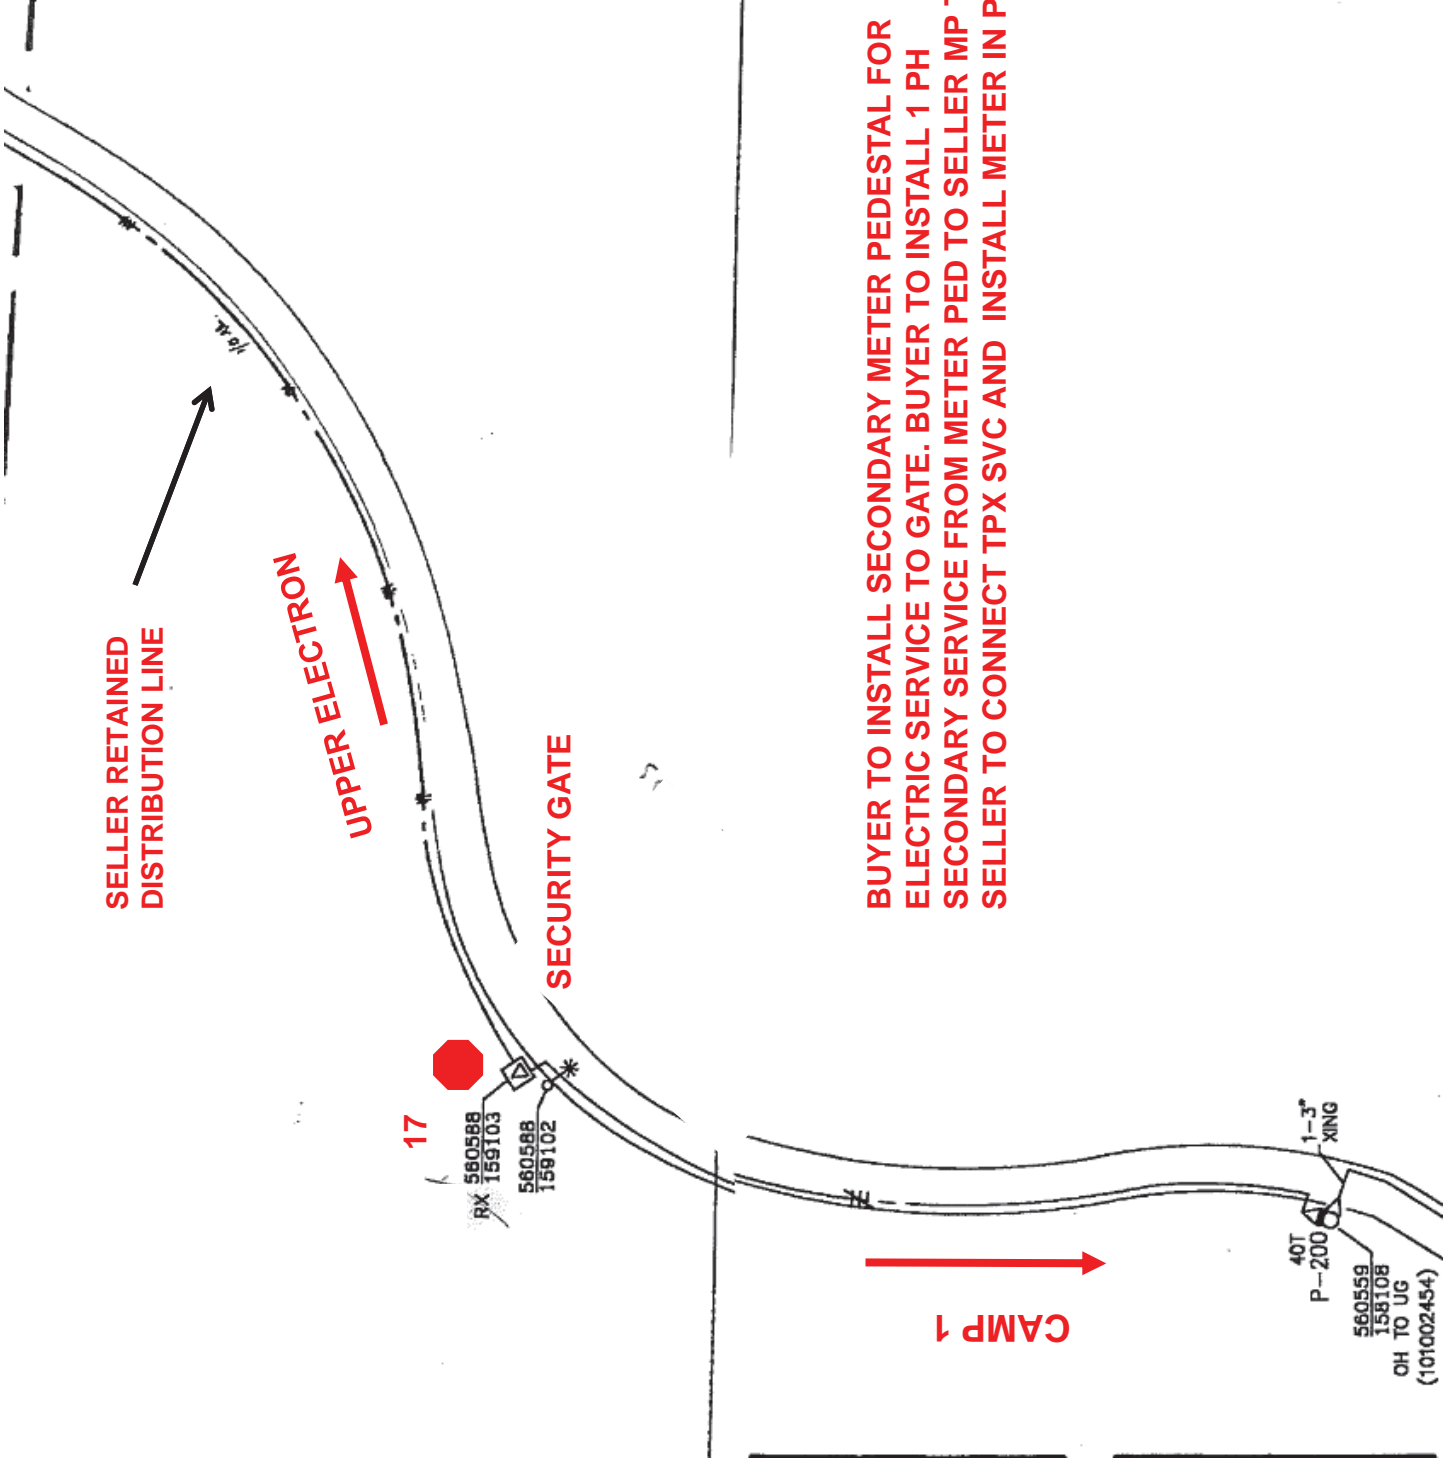 SELLER RETAINED
DISTRIBUTION LINE
UPPER ELECTRON
1/0 AL.
SECURITY GATE
17
RX 560588
159103
560588
159102
BUYER TO INSTALL SECONDARY METER PEDESTAL FOR
ELECTRIC SERVICE TO GATE. BUYER TO INSTALL 1 PH
SECONDARY SERVICE FROM METER PED TO SELLER MP
SELLER TO CONNECT TPX SVC AND INSTALL METER IN
CAMP 1
1-3"
XING
40T
P-200
560559
158108
OH TO UG
(101002454)